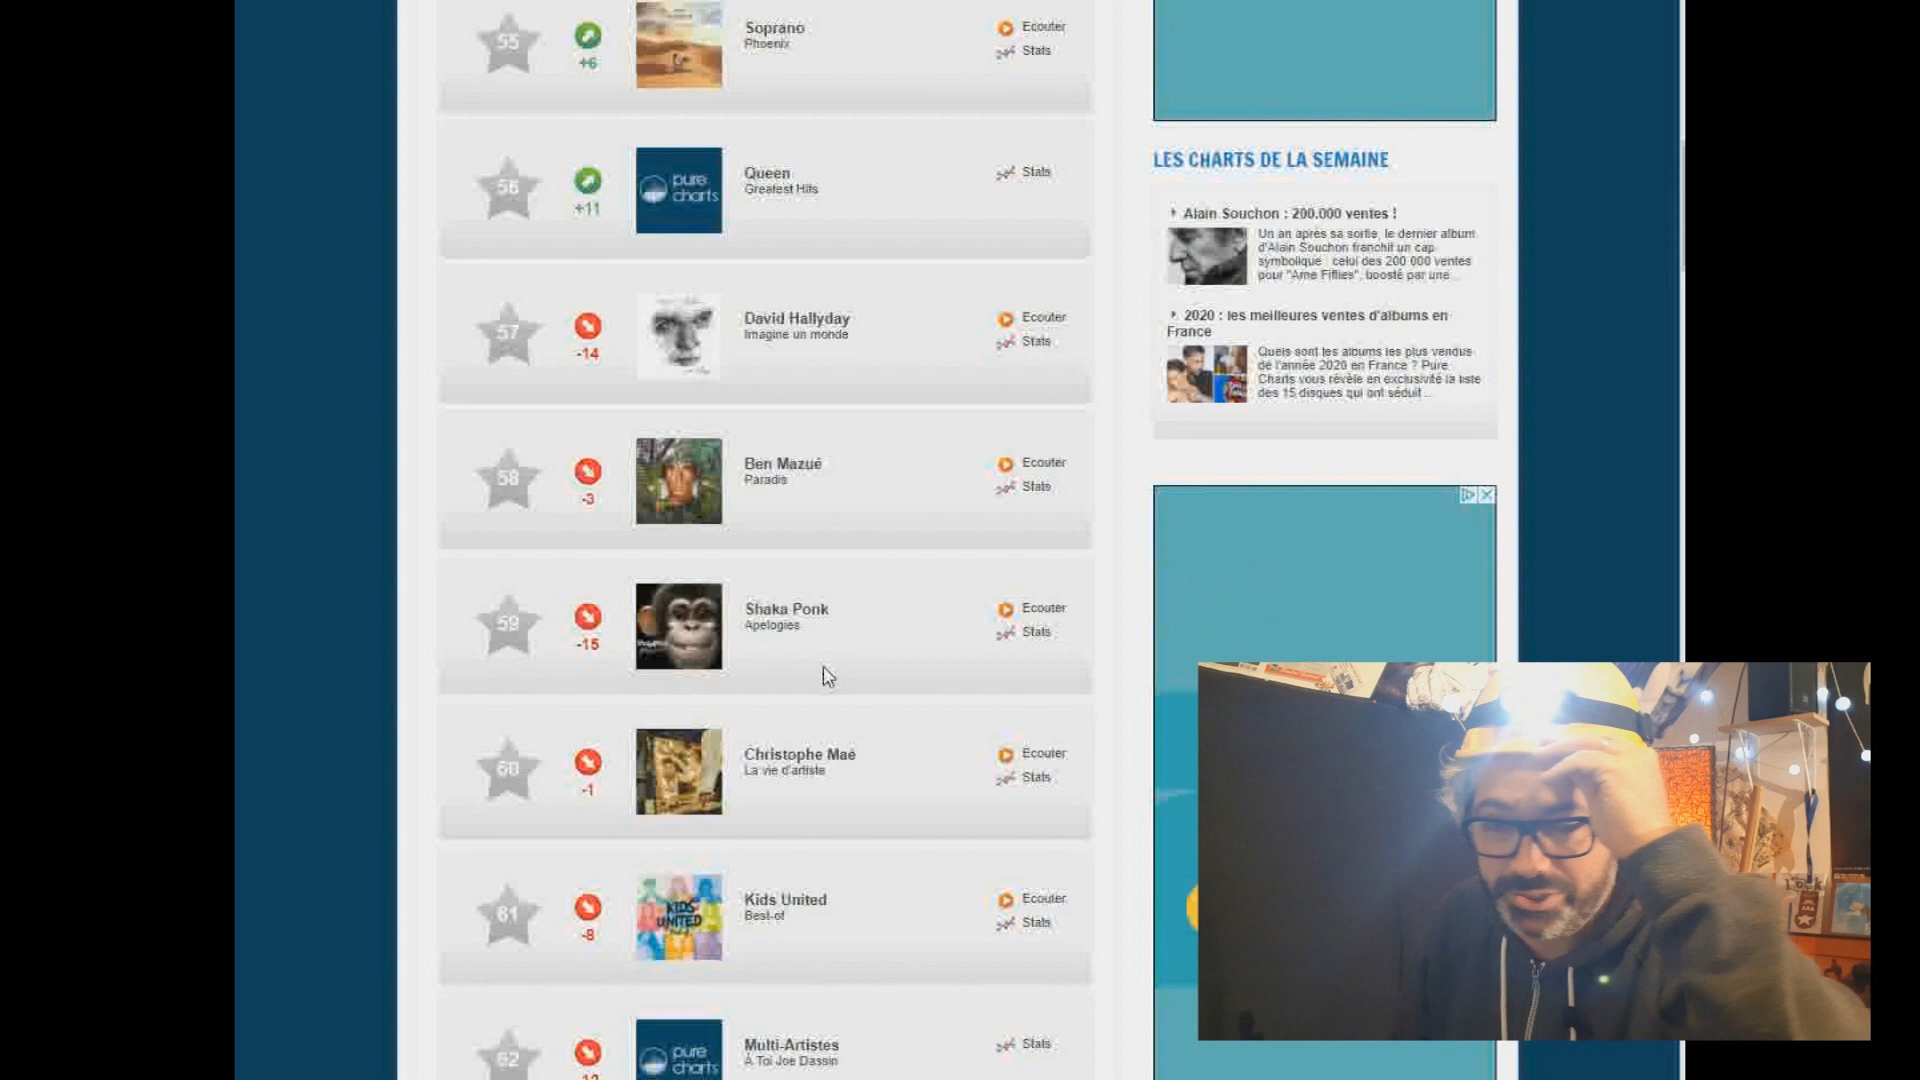 55
+6
Soprano
Phoenix
Ecouter
Stats
56
+11
pure
charts
Queen
Greatest Hits
Stats
57
-14
David Hallyday
Imagine un monde
Ecouter
Stats
58
-3
Ben Mazué
Paradis
Ecouter
Stats
59
-15
Shaka Ponk
Apelogies
Ecouter
Stats
60
-1
Christophe Maé
La vie d'artiste
Ecouter
Stats
61
-8
KIDS
UNITED
Kids United
Best-of
Ecouter
Stats
62
pure
charts
Multi-Artistes
À Toi Joe Dassin
Stats
LES CHARTS DE LA SEMAINE
Alain Souchon : 200.000 ventes !
Un an après sa sortie, le dernier album
d'Alain Souchon franchit un cap
symbolique : celui des 200.000 ventes
pour "Ame Fifties", boosté par une...
2020 : les meilleures ventes d'albums en
France
Quels sont les albums les plus vendus
de l'année 2020 en France ? Pure
Charts vous révèle en exclusivité la liste
des 15 disques qui ont séduit ...